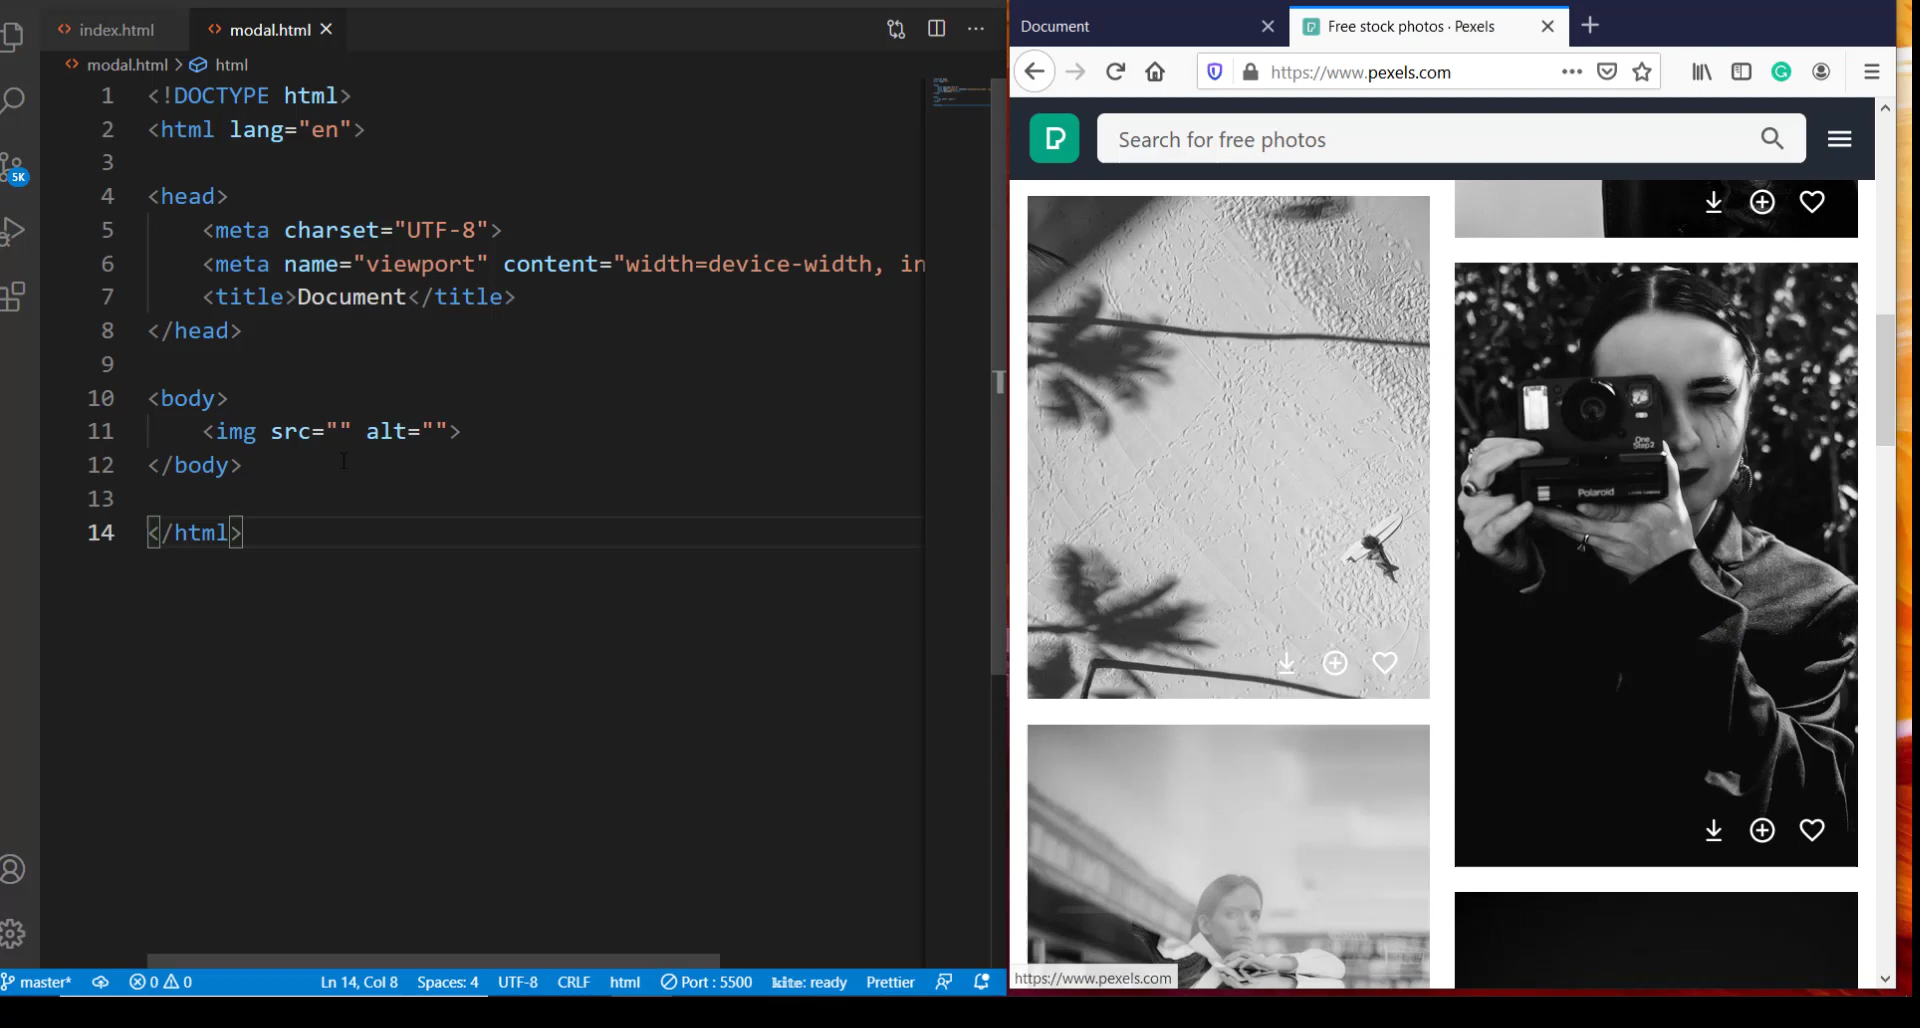 index.html
modal.html
modal.html > html
5K
1 <!DOCTYPE html>
2 <html lang="en">
3
4 <head>
5 <meta charset="UTF-8">
6 <meta name="viewport" content="width=device-width, in
7 <title>Document</title>
8 </head>
9
10 <body>
11 <img src="" alt="">
12 </body>
13
14 </html>
master* 0 0 Ln 14, Col 8 Spaces: 4 UTF-8 CRLF html Port : 5500 kite: ready Prettier
Document
Free stock photos · Pexels
https://www.pexels.com
Search for free photos
One
Step2
Polaroid
https://www.pexels.com